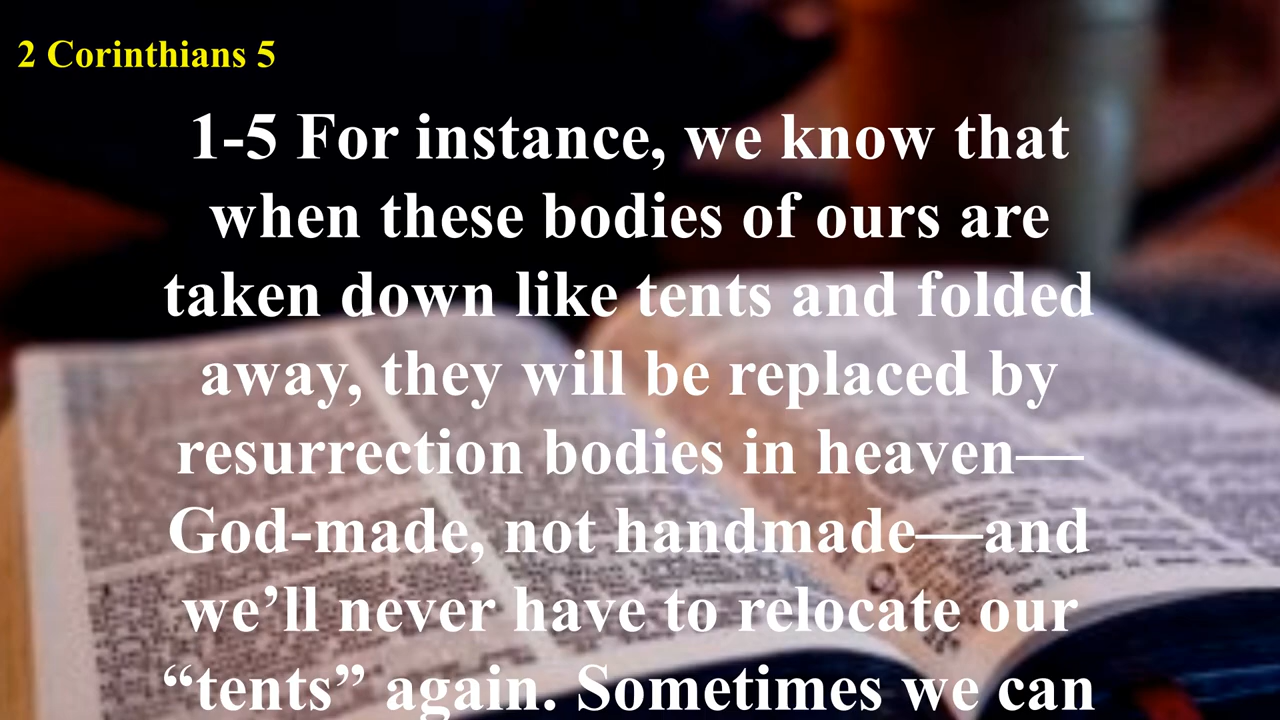 2 Corinthians 5
1-5 For instance, we know that
when these bodies of ours are
taken down like tents and folded
away, they will be replaced by
resurrection bodies in heaven—
God-made, not handmade—and
we’ll never have to relocate our
“tents” again. Sometimes we can